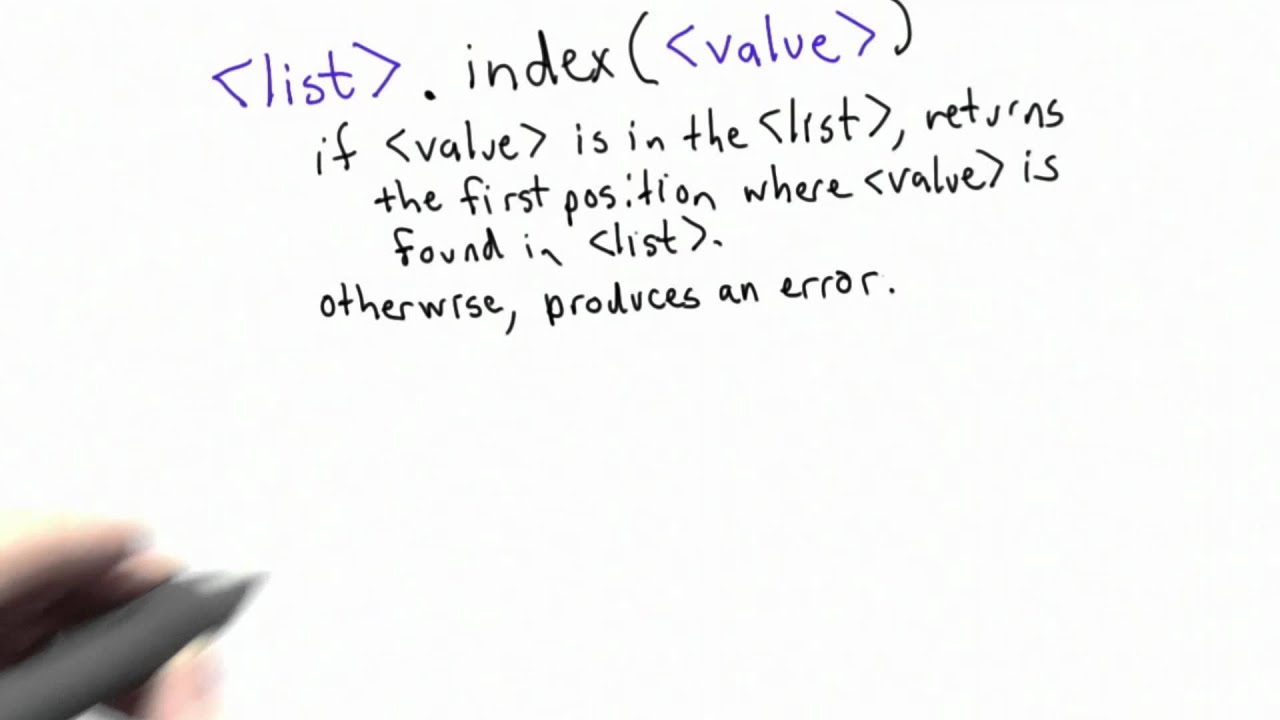 <list>.index(<value>)
if <value> is in the <list>, returns
the first position where <value> is
found in <list>.
otherwise, produces an error.